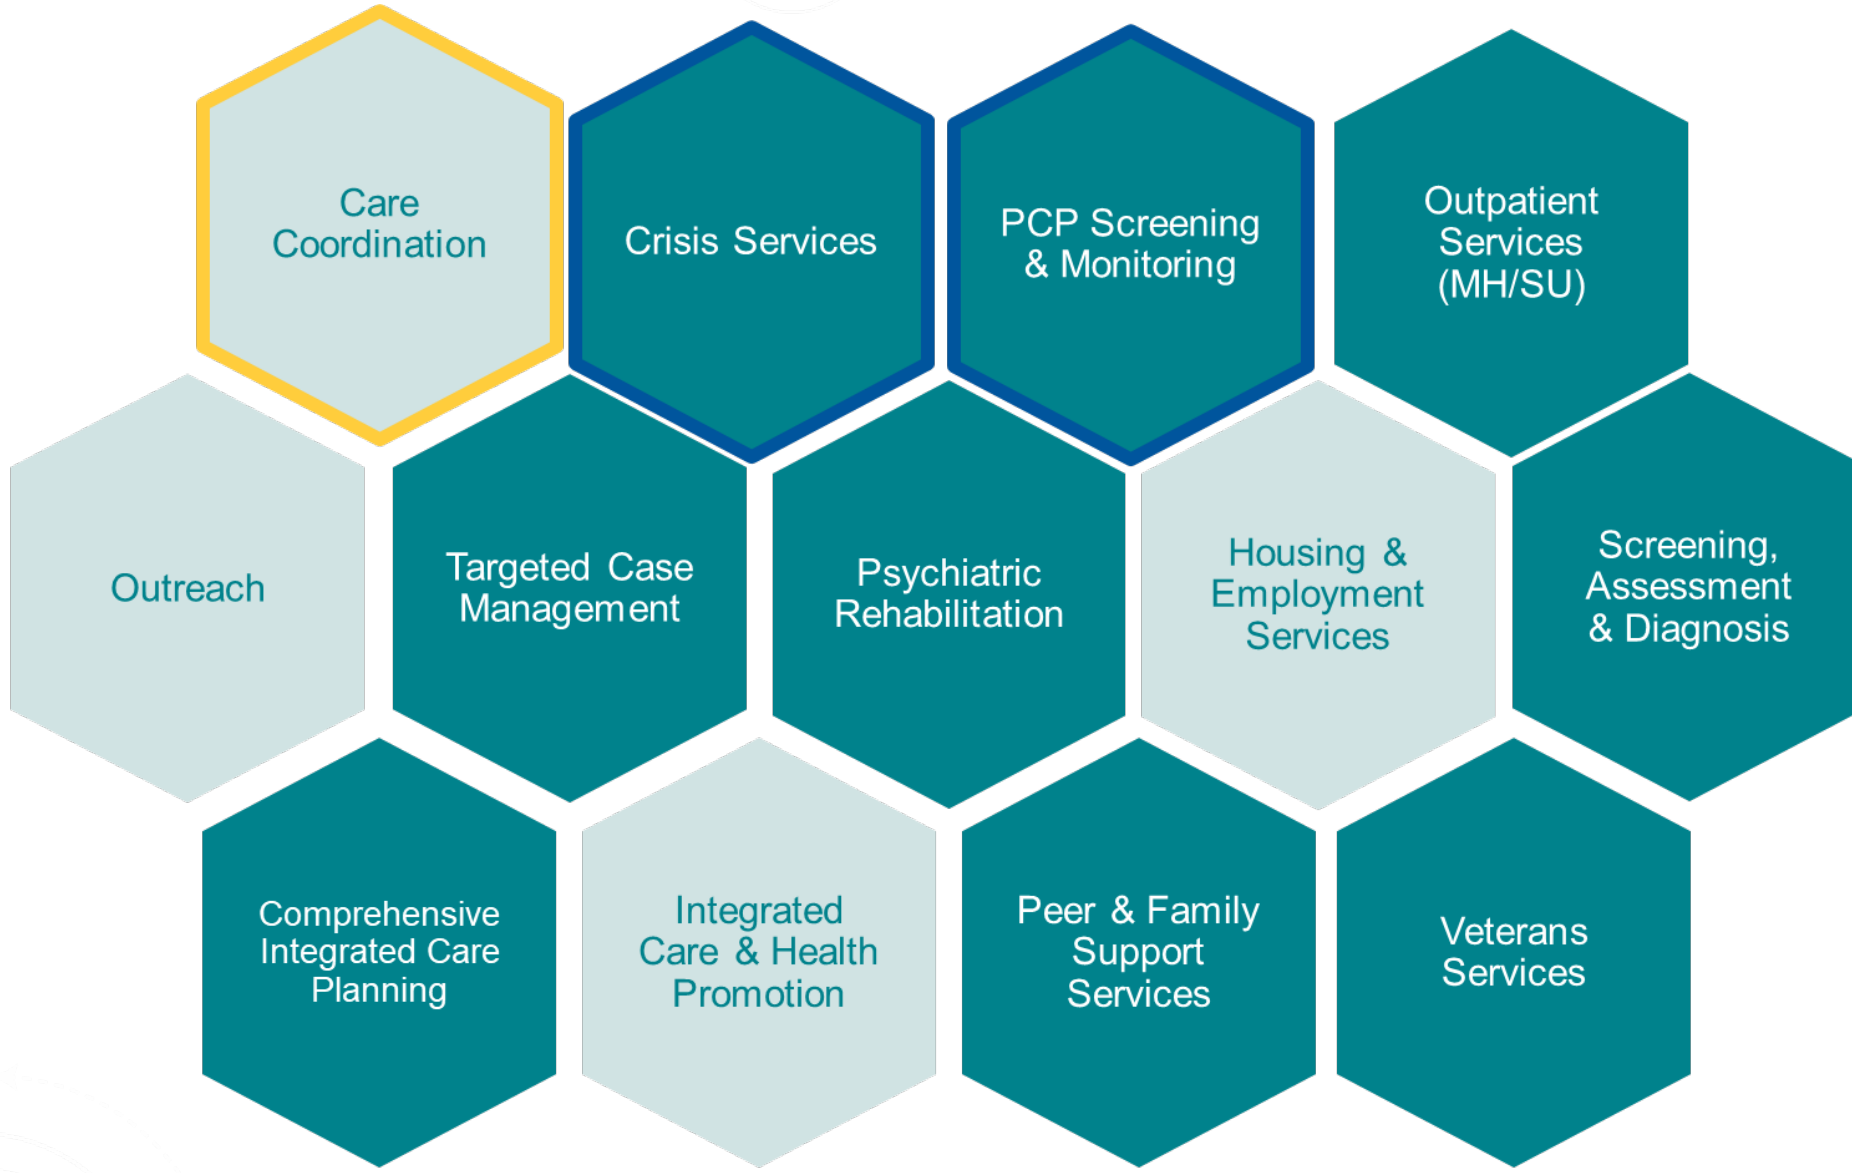 Care
Coordination
Crisis Services
PCP Screening
& Monitoring
Outpatient
Services
(MH/SU)
Outreach
Targeted Case
Management
Psychiatric
Rehabilitation
Housing &
Employment
Services
Screening,
Assessment
& Diagnosis
Comprehensive
Integrated Care
Planning
Integrated
Care & Health
Promotion
Peer & Family
Support
Services
Veterans
Services